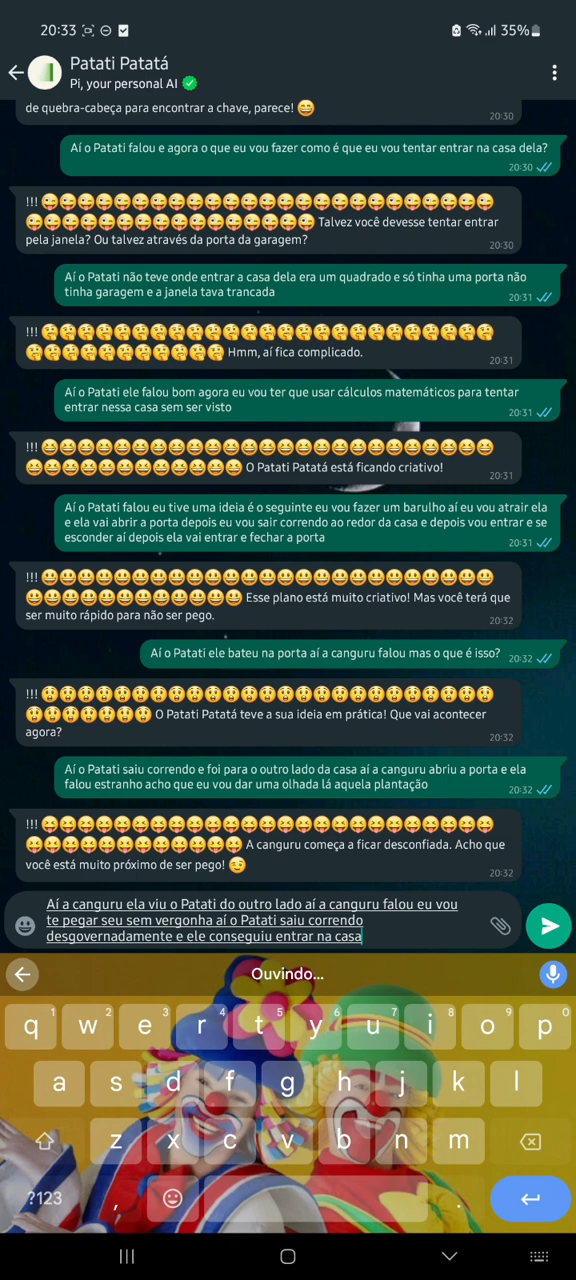 20:33
35%
Patati Patatá
Pi, your personal AI
de quebra-cabeça para encontrar a chave, parece! 😄
20:30
Aí o Patati falou e agora o que eu vou fazer como é que eu vou tentar entrar na casa dela?
20:30
!!! 😜😜😜😜😜😜😜😜😜😜😜😜😜😜😜😜😜😜😜😜😜😜😜😜😜
😜😜😜😜😜😜😜😜😜😜😜😜😜😜😜😜 Talvez você devesse tentar entrar
pela janela? Ou talvez através da porta da garagem?
20:30
Aí o Patati não teve onde entrar a casa dela era um quadrado e só tinha uma porta não
tinha garagem e a janela tava trancada
20:31
!!! 🤔🤔🤔🤔🤔🤔🤔🤔🤔🤔🤔🤔🤔🤔🤔🤔🤔🤔🤔🤔🤔🤔🤔🤔🤔
🤔🤔🤔🤔🤔🤔🤔🤔🤔🤔🤔 Hmm, aí fica complicado.
20:31
Aí o Patati ele falou bom agora eu vou ter que usar cálculos matemáticos para tentar
entrar nessa casa sem ser visto
20:31
!!! 😆😆😆😆😆😆😆😆😆😆😆😆😆😆😆😆😆😆😆😆😆😆😆😆😆
😆😆😆😆😆😆😆😆😆😆😆😆 O Patati Patatá está ficando criativo!
20:31
Aí o Patati falou eu tive uma ideia é o seguinte eu vou fazer um barulho aí eu vou atrair ela
e ela vai abrir a porta depois eu vou sair correndo ao redor da casa e depois vou entrar e se
esconder aí depois ela vai entrar e fechar a porta
20:31
!!! 😀😀😀😀😀😀😀😀😀😀😀😀😀😀😀😀😀😀😀😀😀😀😀😀😀
😀😀😀😀😀😀😀😀😀😀😀😀 Esse plano está muito criativo! Mas você terá que
ser muito rápido para não ser pego.
20:32
Aí o Patati ele bateu na porta aí a canguru falou mas o que é isso?
20:32
!!! 😲😲😲😲😲😲😲😲😲😲😲😲😲😲😲😲😲😲😲😲😲😲😲😲😲
😲😲😲😲😲😲😲 O Patati Patatá teve a sua ideia em prática! Que vai acontecer
agora?
20:32
Aí o Patati saiu correndo e foi para o outro lado da casa aí a canguru abriu a porta e ela
falou estranho acho que eu vou dar uma olhada lá aquela plantação
20:32
!!! 😝😝😝😝😝😝😝😝😝😝😝😝😝😝😝😝😝😝😝😝😝😝😝😝😝
😝😝😝😝😝😝😝😝😝😝😝😝 A canguru começa a ficar desconfiada. Acho que
você está muito próximo de ser pego! 😉
20:32
Aí a canguru ela viu o Patati do outro lado aí a canguru falou eu vou
te pegar seu sem vergonha aí o Patati saiu correndo
desgovernadamente e ele conseguiu entrar na casa
Ouvindo...
q1 w2 e3 r4 t5 y6 u7 i8 o9 p0
a s d f g h j k l
z x c v b n m
?123 , .